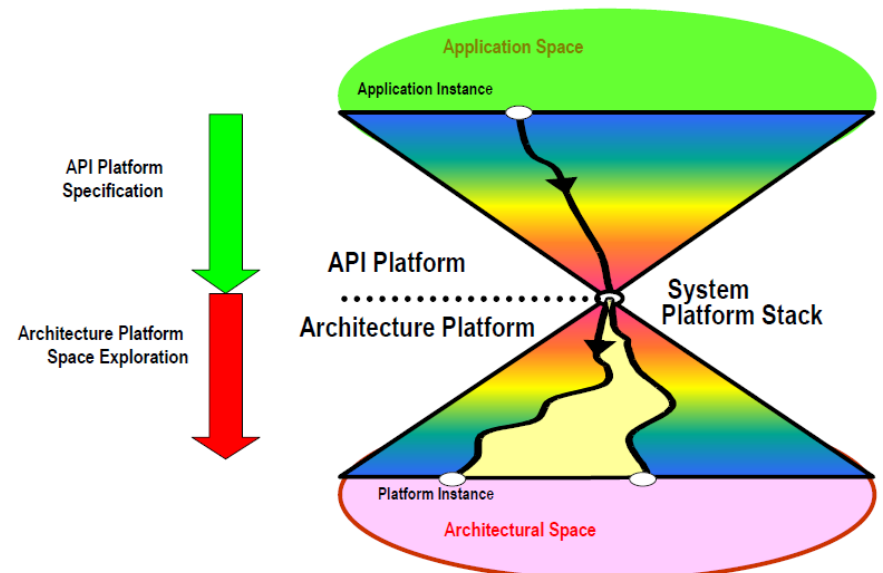 Application Space
Application Instance
API Platform
Specification
API Platform
System
Platform Stack
Architecture Platform
Architecture Platform
Space Exploration
Platform Instance
Architectural Space